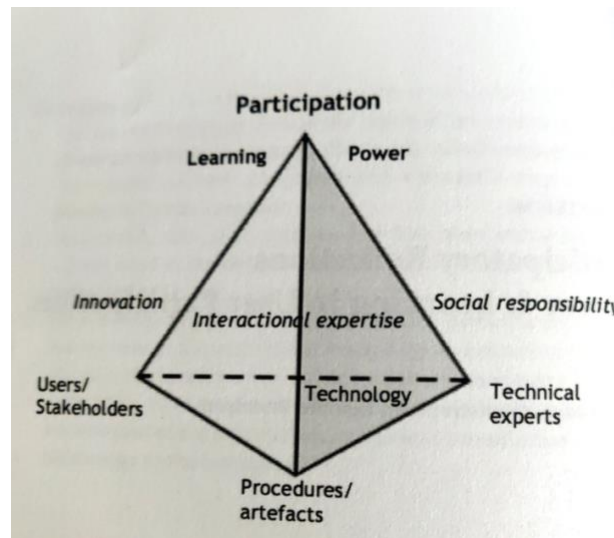 Participation
Learning
Power
Innovation
Interactional expertise
Social responsibility
Users/
Stakeholders
Technology
Technical
experts
Procedures/
artefacts